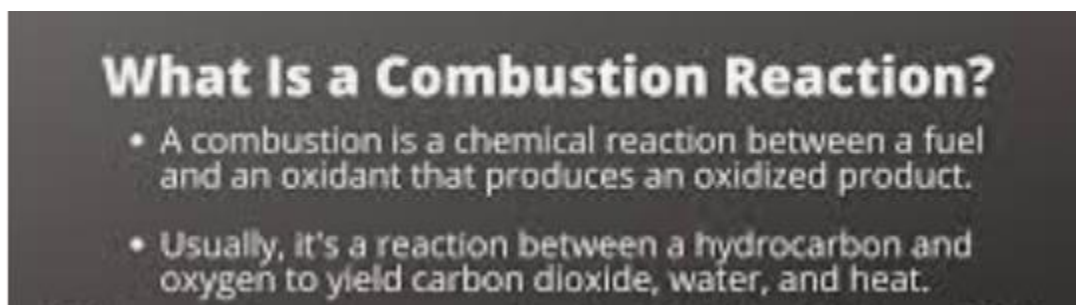 What Is a Combustion Reaction?
• A combustion is a chemical reaction between a fuel
and an oxidant that produces an oxidized product.
• Usually, it's a reaction between a hydrocarbon and
oxygen to yield carbon dioxide, water, and heat.